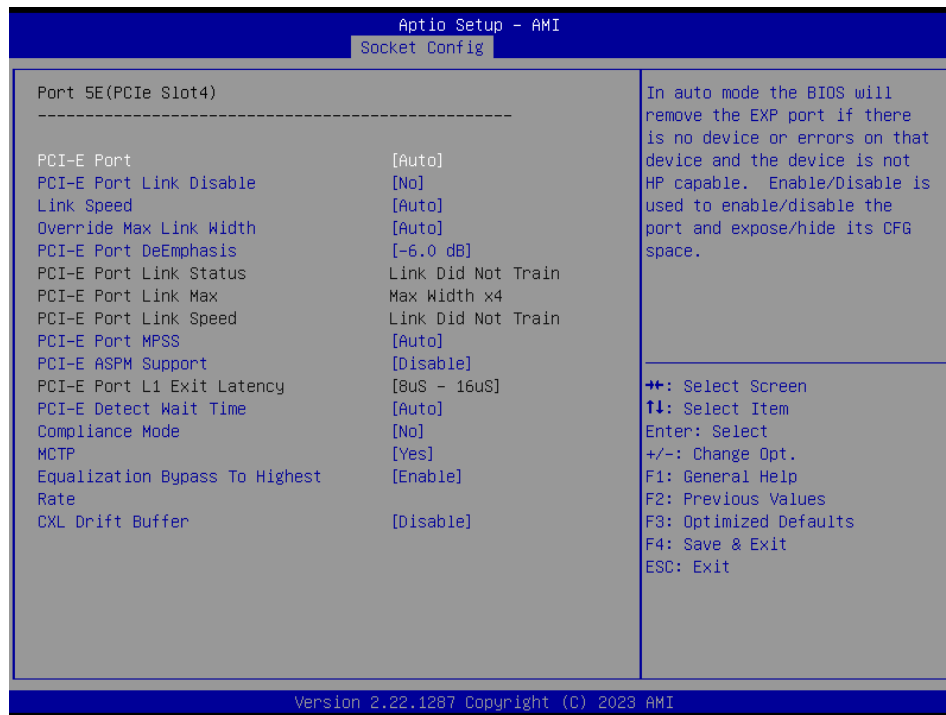 Aptio Setup – AMI
Socket Config
Port 5E(PCIe Slot4)
--------------------------------------------------
PCI-E Port [Auto]
PCI-E Port Link Disable [No]
Link Speed [Auto]
Override Max Link Width [Auto]
PCI-E Port DeEmphasis [-6.0 dB]
PCI-E Port Link Status Link Did Not Train
PCI-E Port Link Max Max Width x4
PCI-E Port Link Speed Link Did Not Train
PCI-E Port MPSS [Auto]
PCI-E ASPM Support [Disable]
PCI-E Port L1 Exit Latency [8uS - 16uS]
PCI-E Detect Wait Time [Auto]
Compliance Mode [No]
MCTP [Yes]
Equalization Bypass To Highest [Enable]
Rate
CXL Drift Buffer [Disable]
In auto mode the BIOS will
remove the EXP port if there
is no device or errors on that
device and the device is not
HP capable.  Enable/Disable is
used to enable/disable the
port and expose/hide its CFG
space.
→←: Select Screen
↑↓: Select Item
Enter: Select
+/-: Change Opt.
F1: General Help
F2: Previous Values
F3: Optimized Defaults
F4: Save & Exit
ESC: Exit
Version 2.22.1287 Copyright (C) 2023 AMI